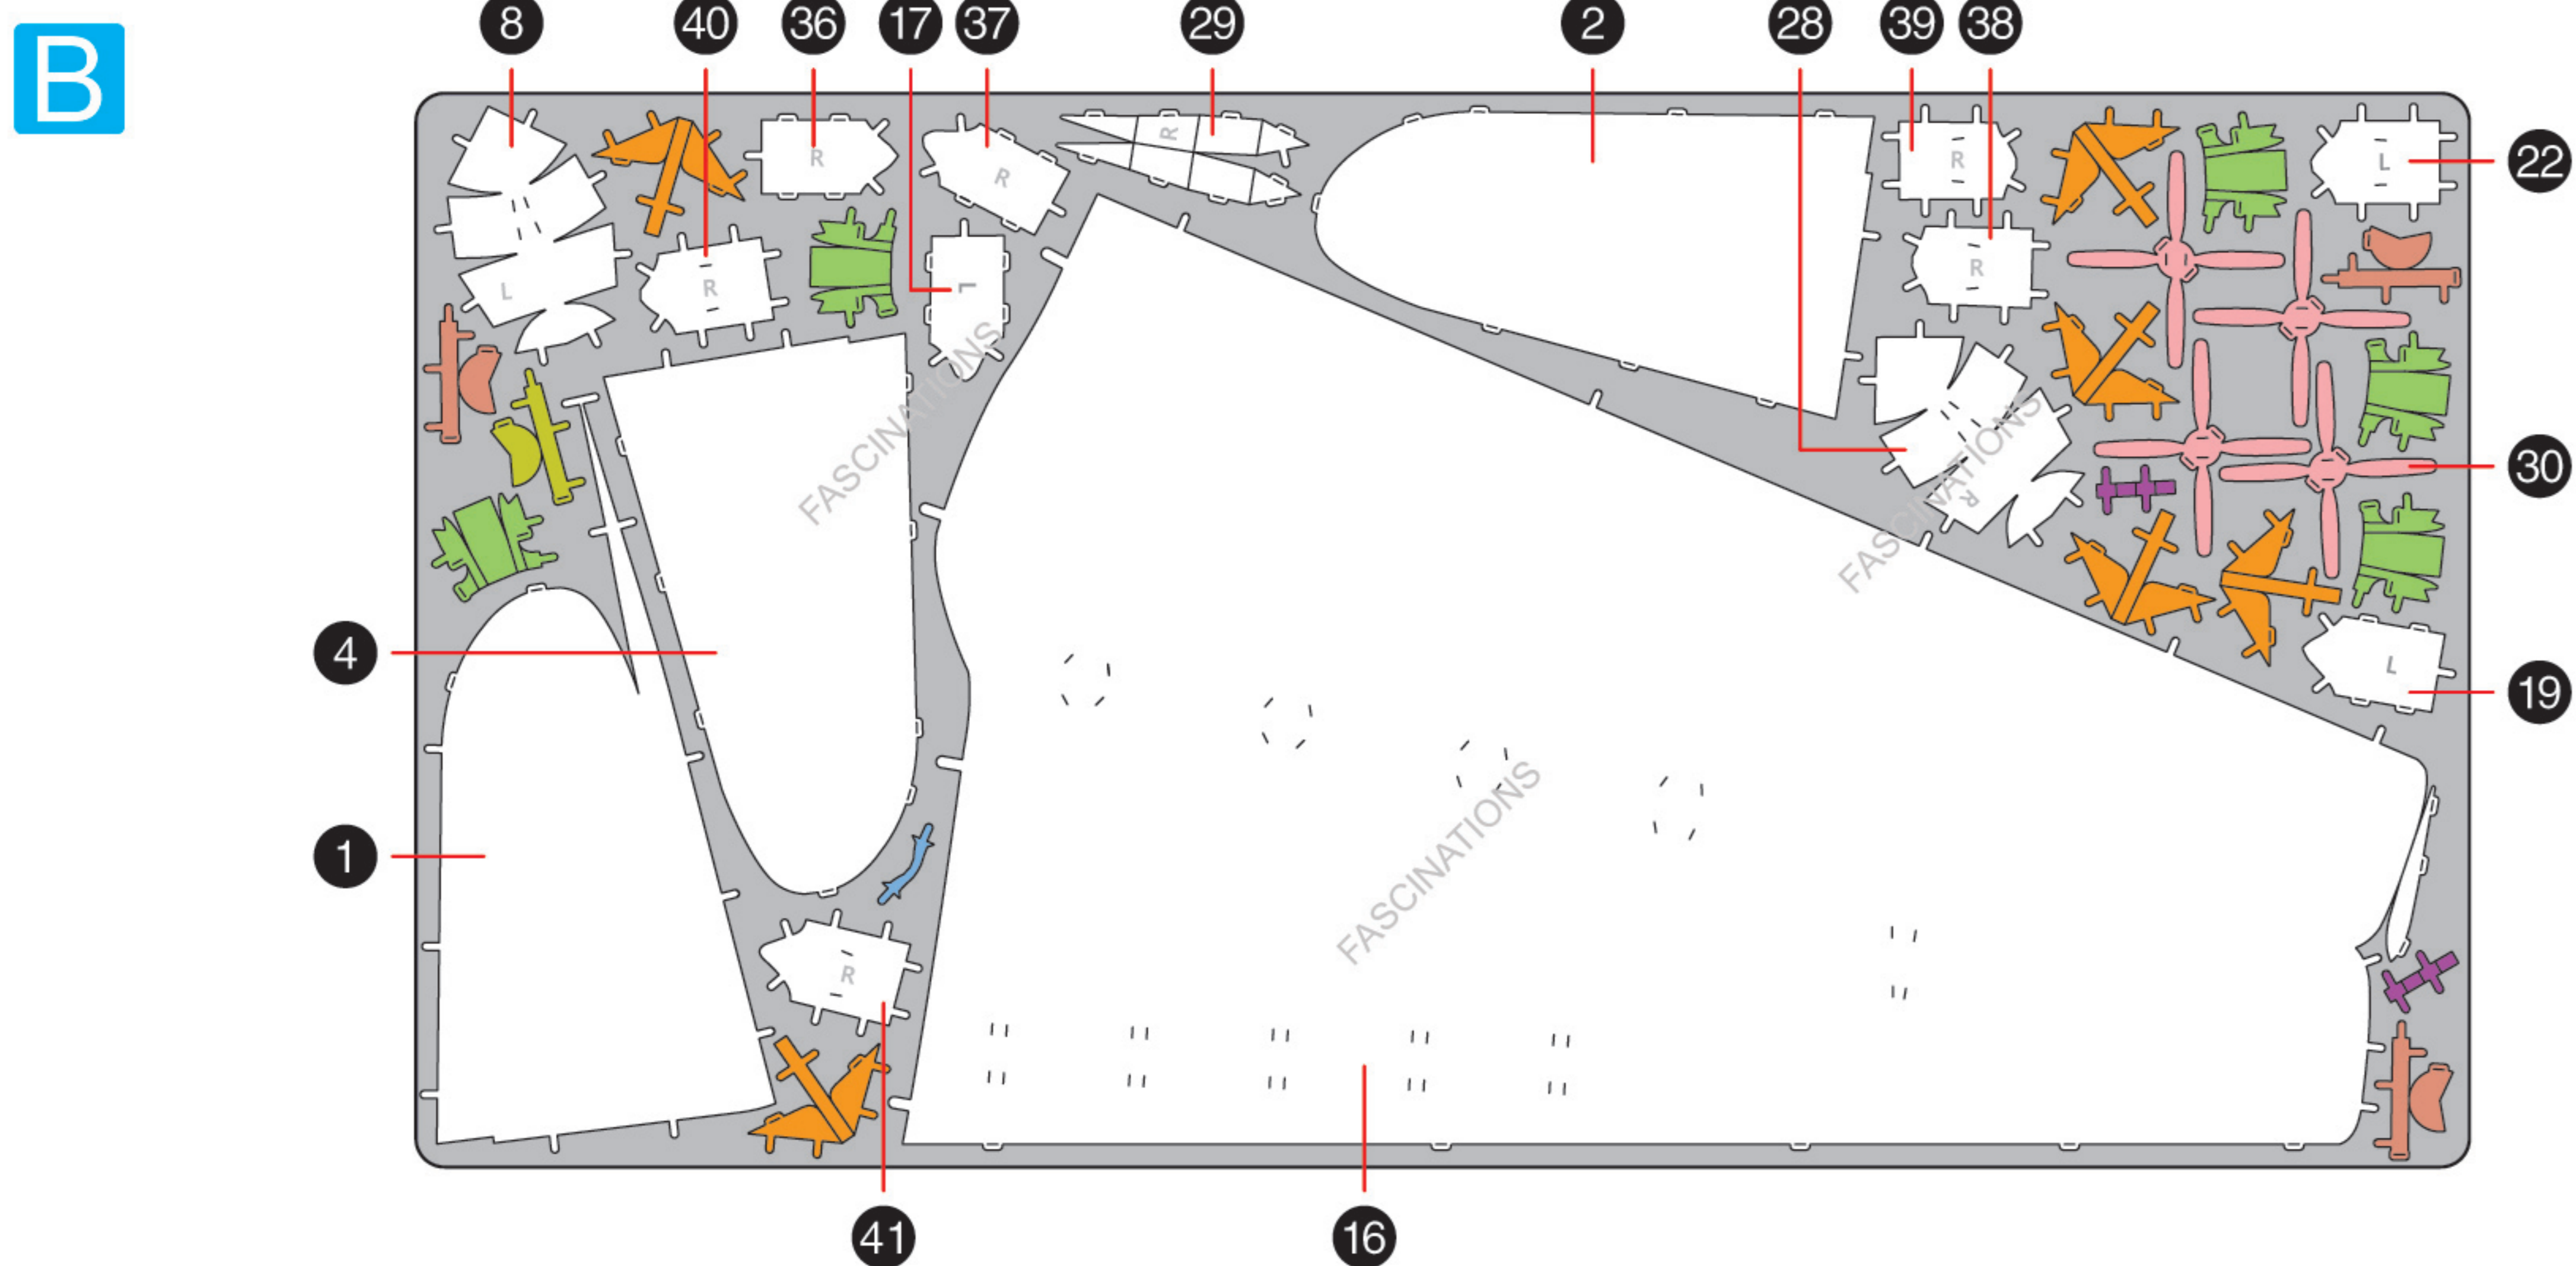 B
8 40 36 17 37 29 2 28 39 38
R
R
R
L
22
R
R
L
R
L
R
FASCINATIONS
FASCINATIONS
30
R
4
L
19
FASCINATIONS
1
R
41 16